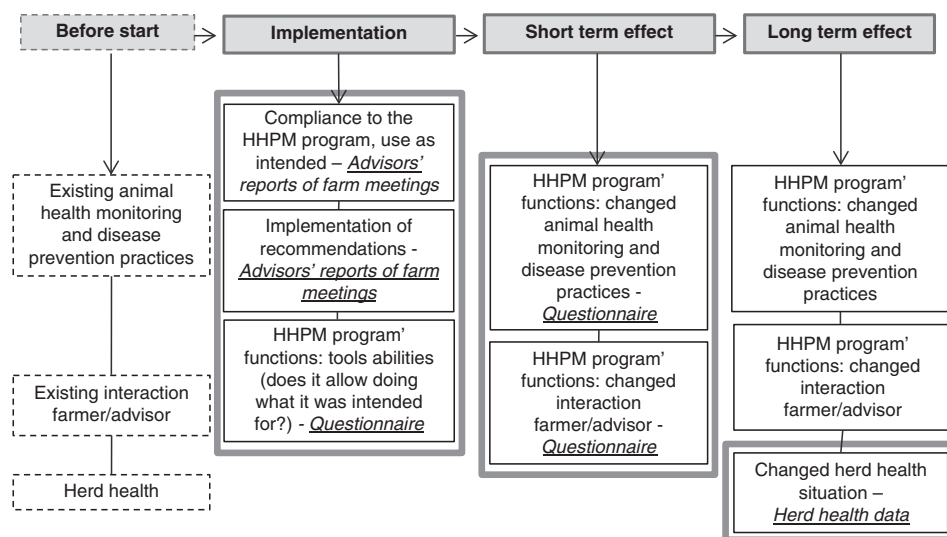 Before start
Implementation
Short term effect
Long term effect
Existing animal
health monitoring
and disease
prevention practices
Existing interaction
farmer/advisor
Herd health
Compliance to the
HHPM program, use as
intended – Advisors’
reports of farm meetings
Implementation of
recommendations -
Advisors’ reports of farm
meetings
HHPM program’
functions: tools abilities
(does it allow doing
what it was intended
for?) - Questionnaire
HHPM program’
functions: changed
animal health
monitoring and
disease prevention
practices -
Questionnaire
HHPM program’
functions: changed
interaction
farmer/advisor -
Questionnaire
HHPM program’
functions: changed
animal health
monitoring and
disease prevention
practices
HHPM program’
functions: changed
interaction
farmer/advisor
Changed herd health
situation –
Herd health data